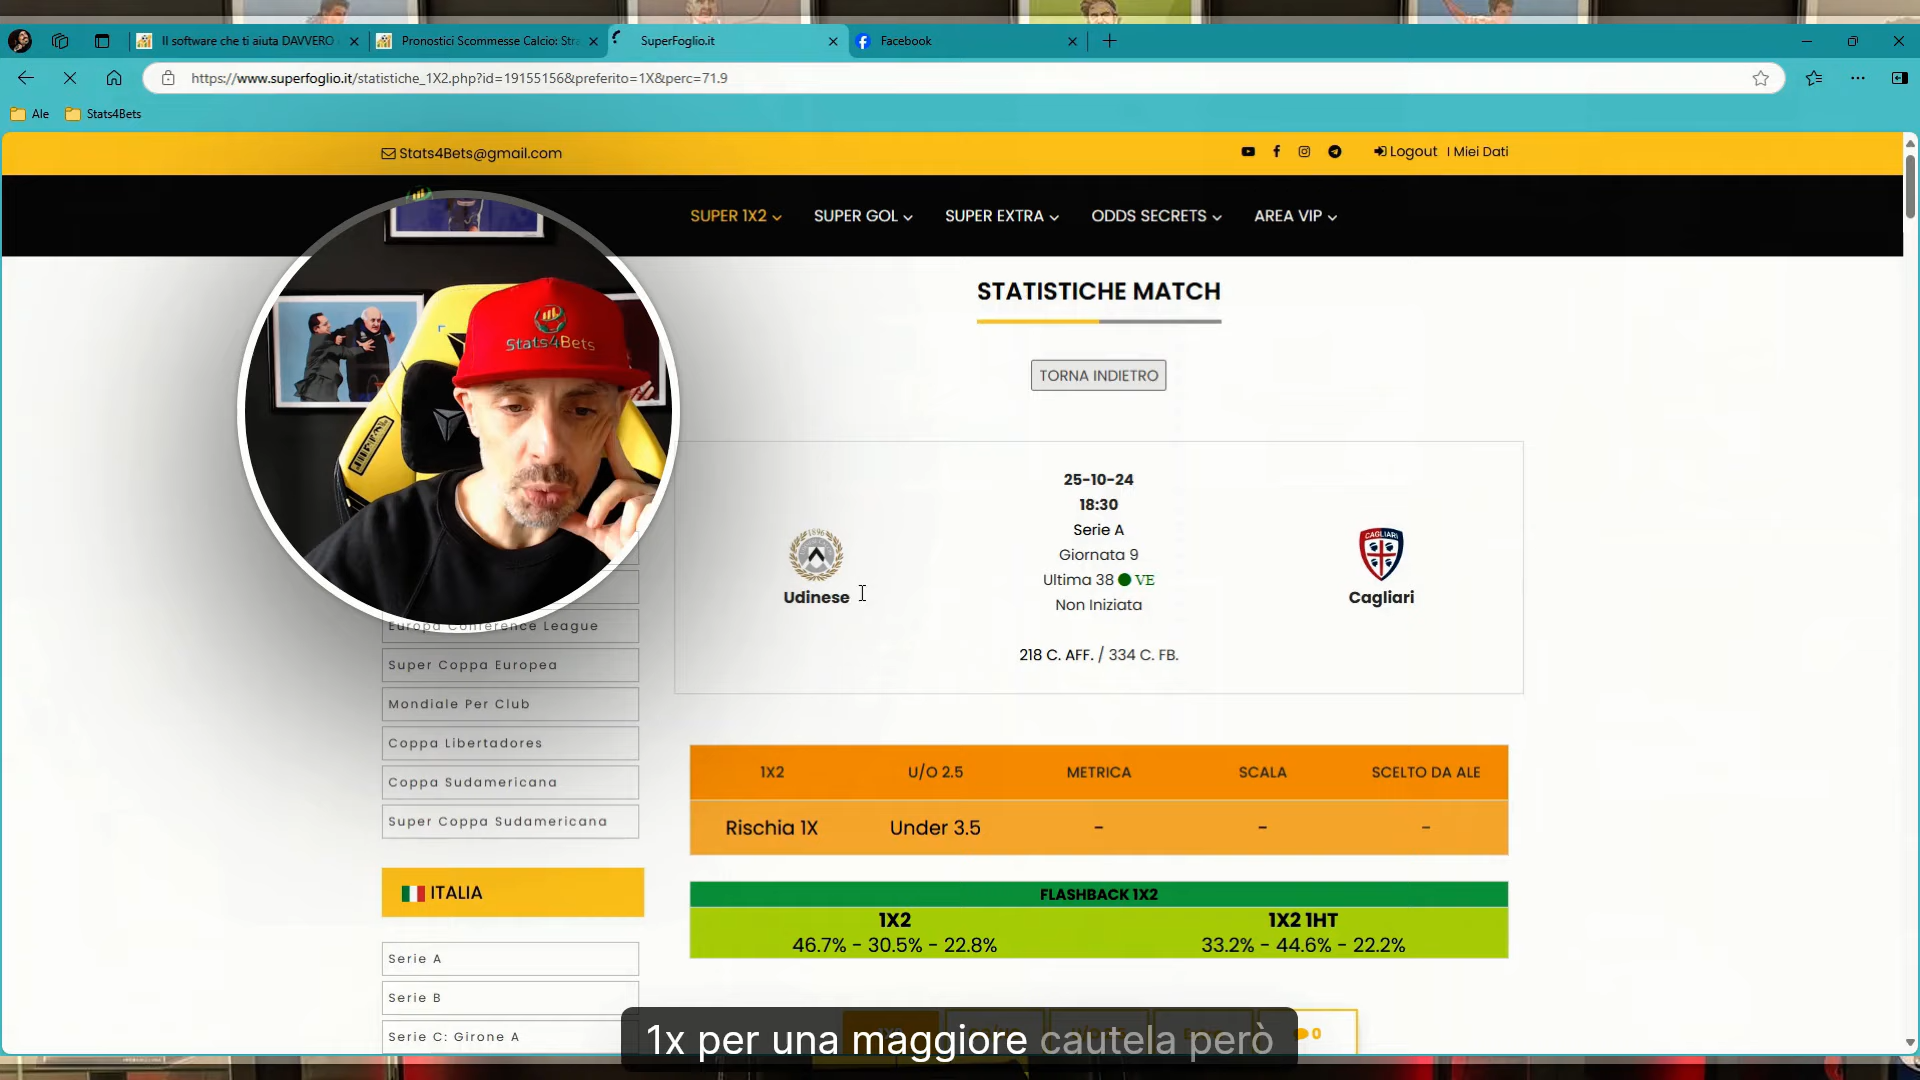 Il software che ti aiuta DAVVERO
Pronostici Scommesse Calcio: Stra
SuperFoglio.it
Facebook
https://www.superfoglio.it/statistiche_1X2.php?id=19155156&preferito=1X&perc=71.9
Ale
Stats4Bets
Stats4Bets@gmail.com
Logout
I Miei Dati
SUPER 1X2
SUPER GOL
SUPER EXTRA
ODDS SECRETS
AREA VIP
STATISTICHE MATCH
TORNA INDIETRO
Stats4Bets
25-10-24
18:30
Serie A
Giornata 9
Ultima 38 VE
Non Iniziata
218 C. AFF. / 334 C. FB.
1896
Udinese
CAGLIARI
Cagliari
Europa Conference League
Super Coppa Europea
Mondiale Per Club
Coppa Libertadores
Coppa Sudamericana
Super Coppa Sudamericana
ITALIA
Serie A
Serie B
Serie C: Girone A
1X2 U/O 2.5 METRICA SCALA SCELTO DA ALE
Rischia 1X Under 3.5 - - -
FLASHBACK 1X2
1X2 1X2 1HT
46.7% - 30.5% - 22.8% 33.2% - 44.6% - 22.2%
0
1x per una maggiore cautela però